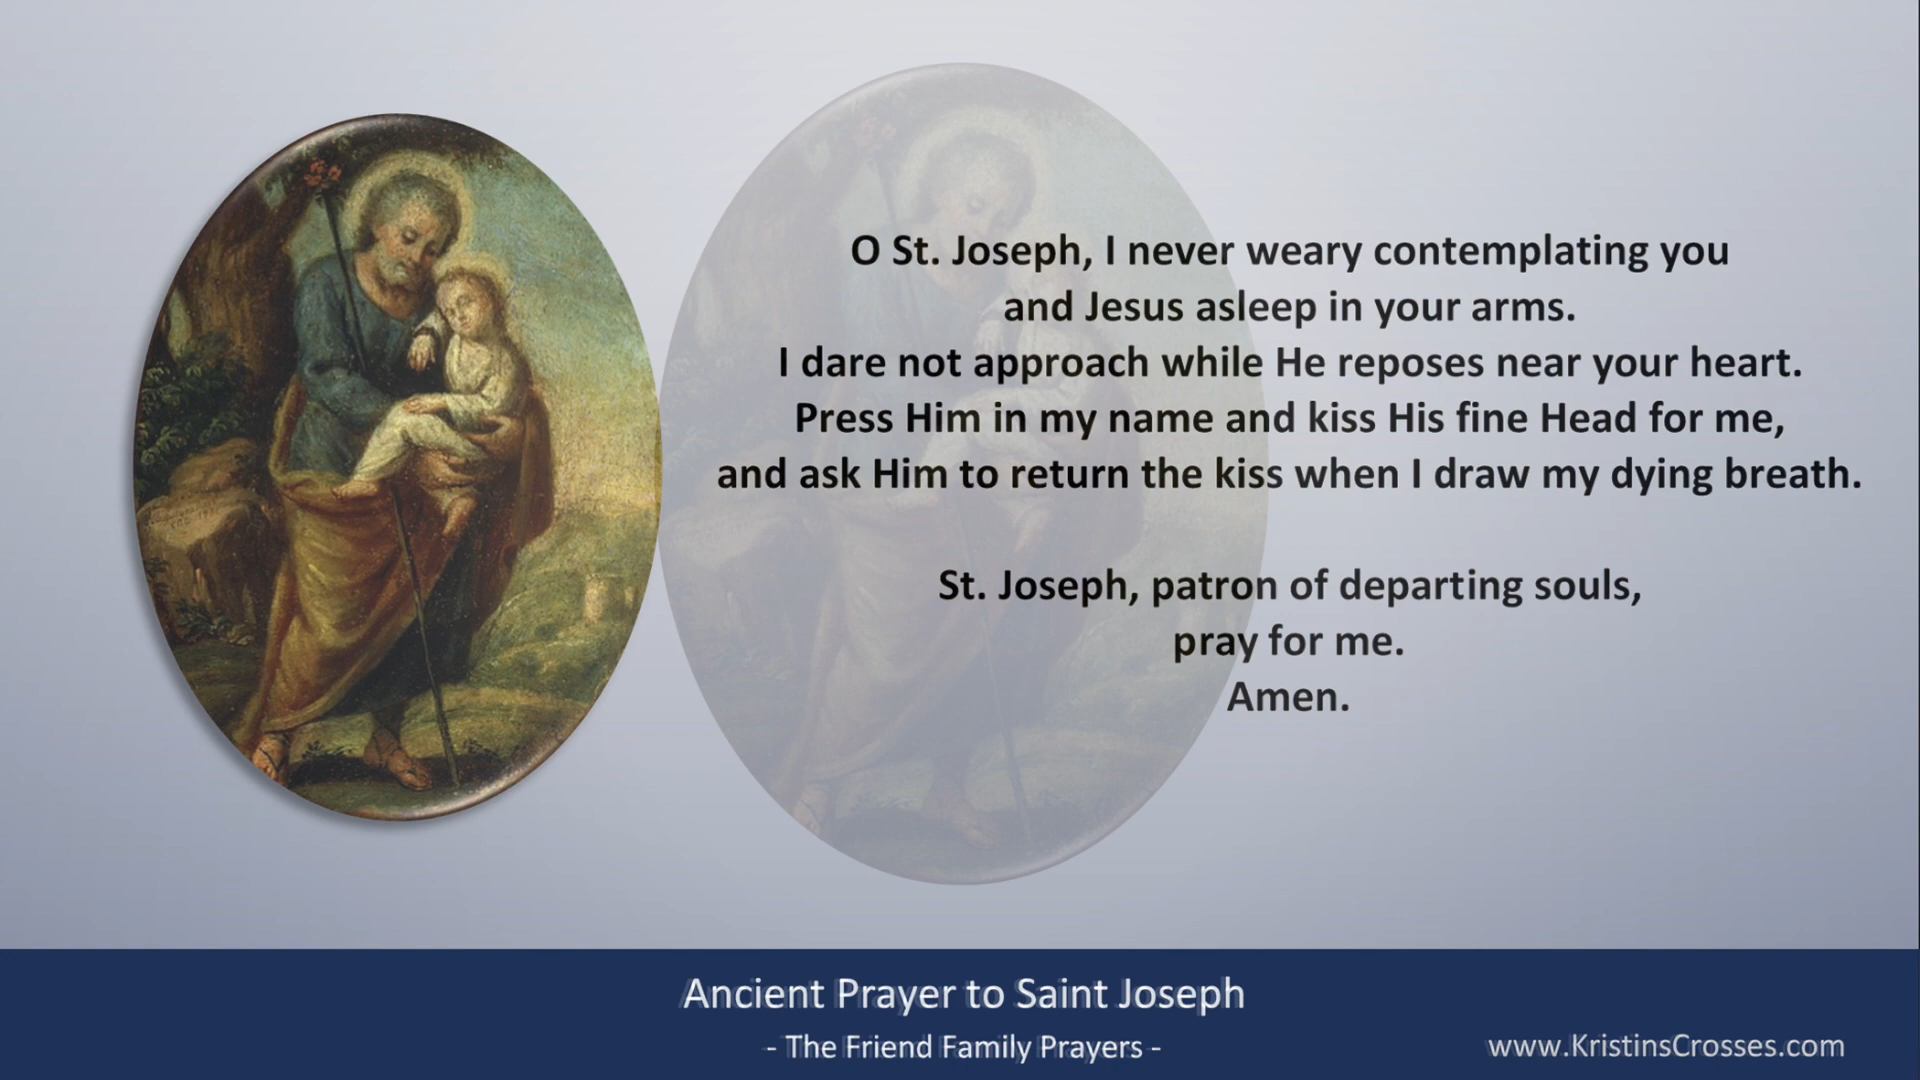 O St. Joseph, I never weary contemplating you
and Jesus asleep in your arms.
I dare not approach while He reposes near your heart.
Press Him in my name and kiss His fine Head for me,
and ask Him to return the kiss when I draw my dying breath.
St. Joseph, patron of departing souls,
pray for me.
Amen.
Ancient Prayer to Saint Joseph
- The Friend Family Prayers -
www.KristinsCrosses.com